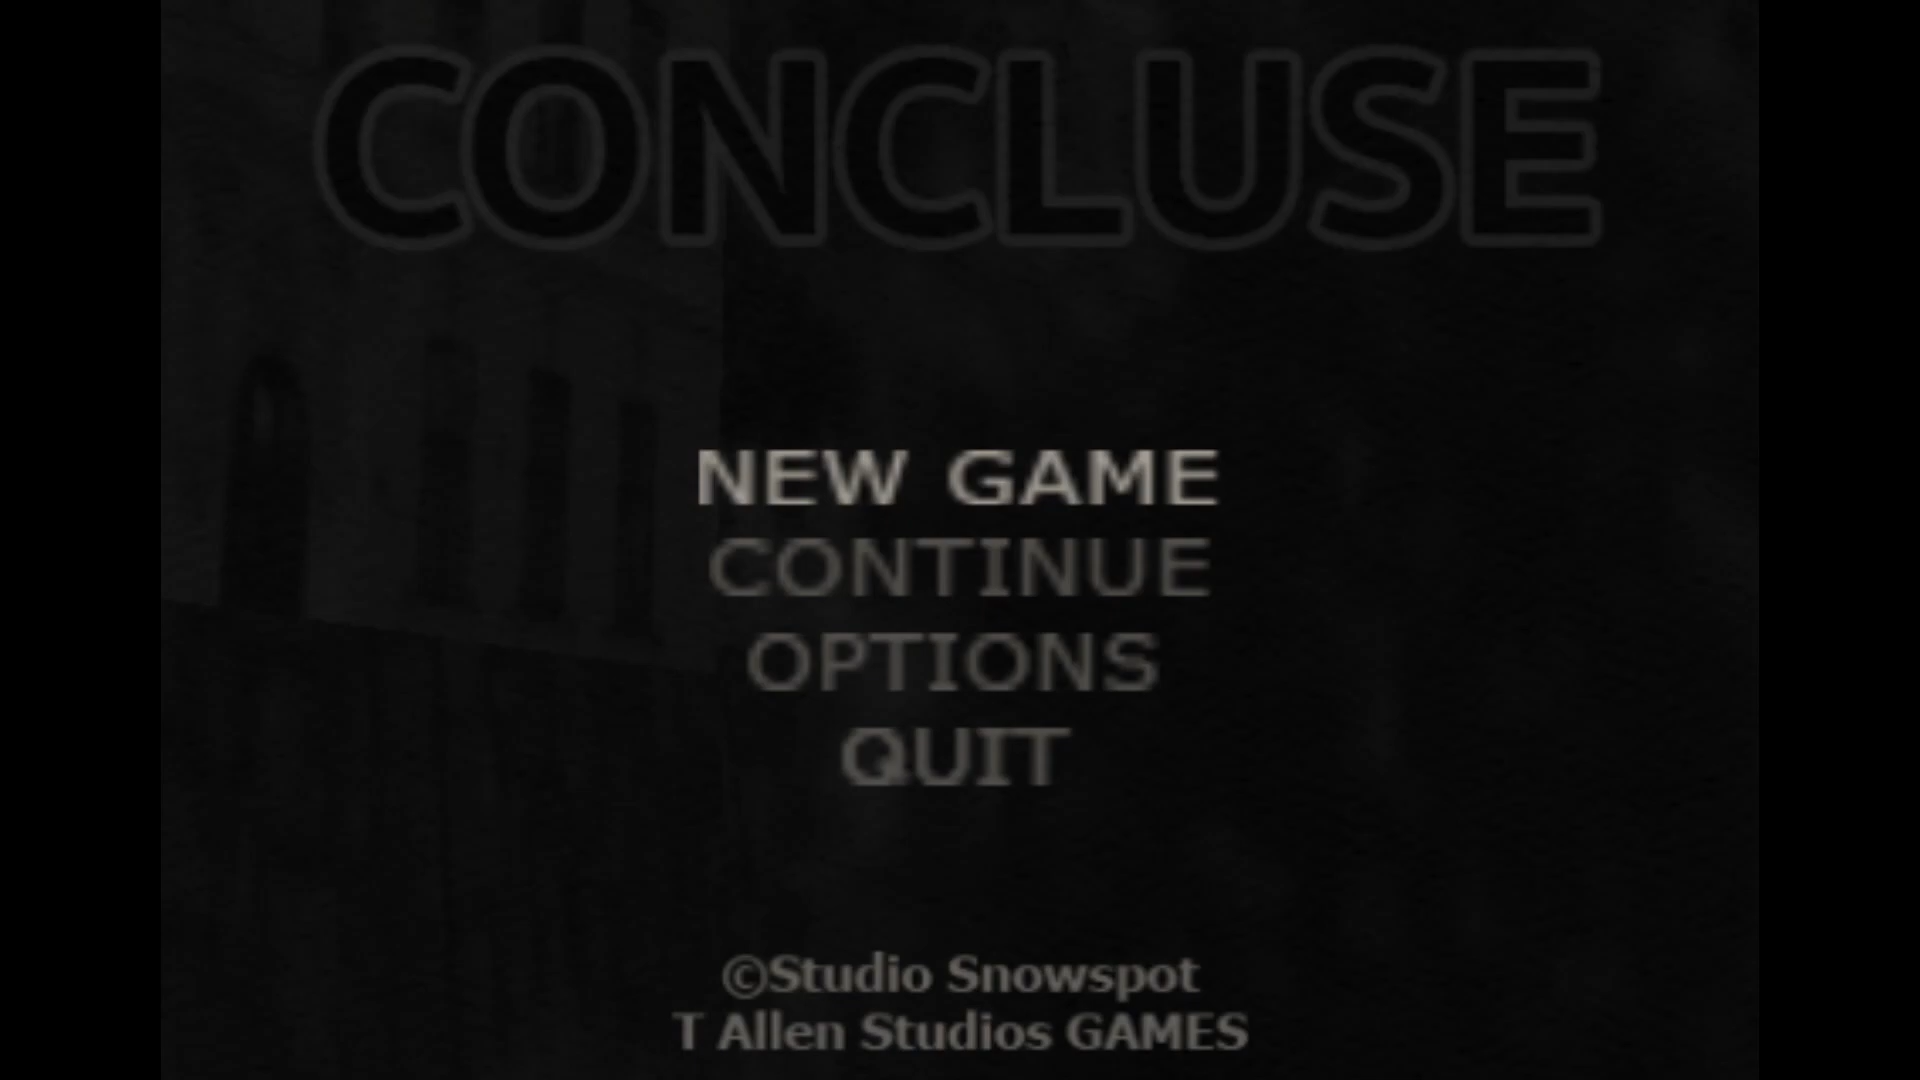 CONCLUSE
NEW GAME
CONTINUE
OPTIONS
QUIT
©Studio Snowspot
T Allen Studios GAMES